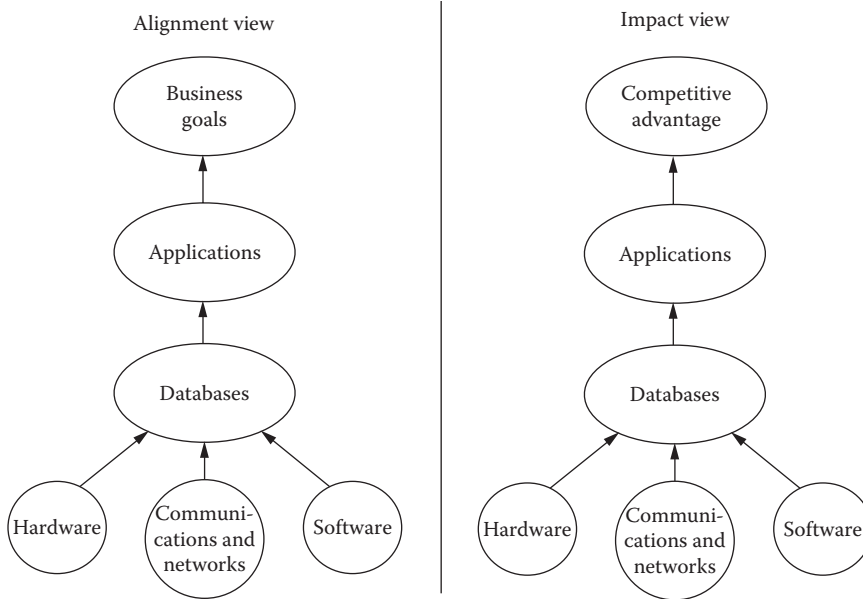 Alignment view
Business
goals
Applications
Databases
Hardware
Communi-
cations and
networks
Software
Impact view
Competitive
advantage
Applications
Databases
Hardware
Communi-
cations and
networks
Software